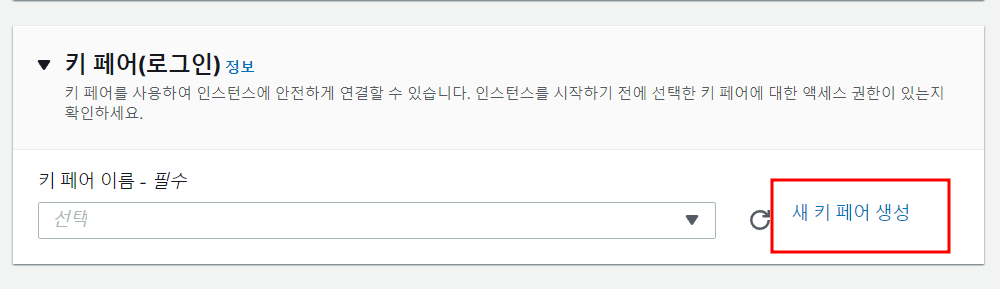 키 페어(로그인) 정보
키 페어를 사용하여 인스턴스에 안전하게 연결할 수 있습니다. 인스턴스를 시작하기 전에 선택한 키 페어에 대한 액세스 권한이 있는지
확인하세요.
키 페어 이름 - 필수
선택
새 키 페어 생성